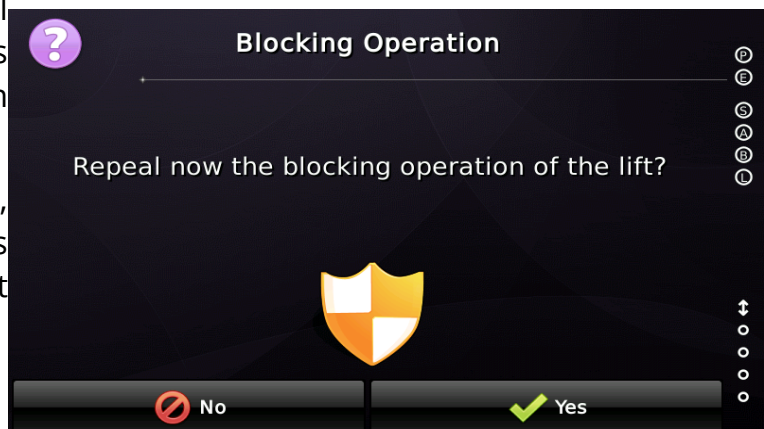 Blocking Operation
P
E
S
A
B
L
Repeal now the blocking operation of the lift?
No
Yes